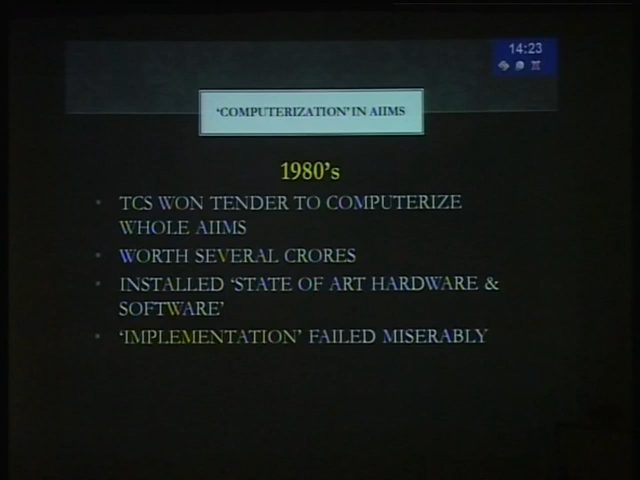 14:23
‘COMPUTERIZATION’ IN AIIMS
1980’s
• TCS WON TENDER TO COMPUTERIZE
WHOLE AIIMS
• WORTH SEVERAL CRORES
• INSTALLED ‘STATE OF ART HARDWARE &
SOFTWARE’
• ‘IMPLEMENTATION’ FAILED MISERABLY